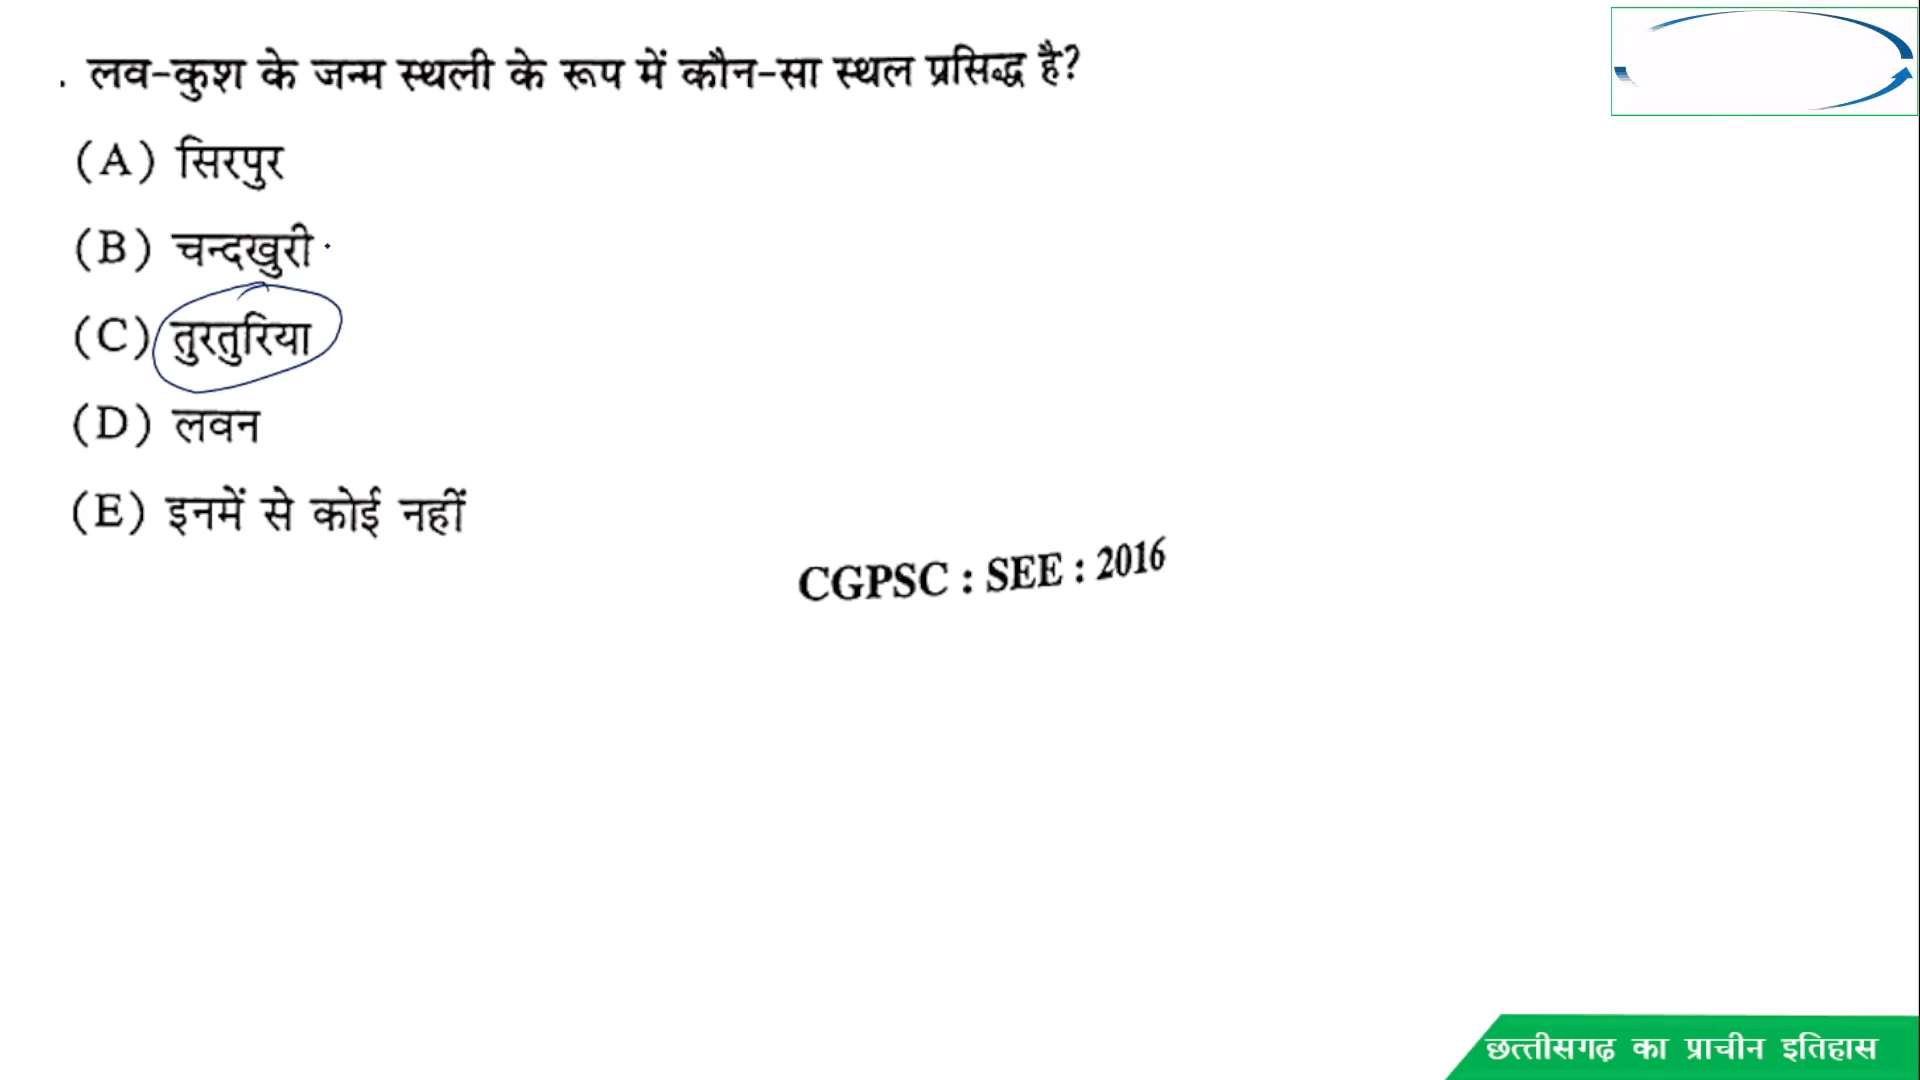 . लव-कुश के जन्म स्थली के रूप में कौन-सा स्थल प्रसिद्ध है?
(A) सिरपुर
(B) चन्दखुरी
(C) तुरतुरिया
(D) लवन
(E) इनमें से कोई नहीं
CGPSC : SEE : 2016
छत्तीसगढ़ का प्राचीन इतिहास